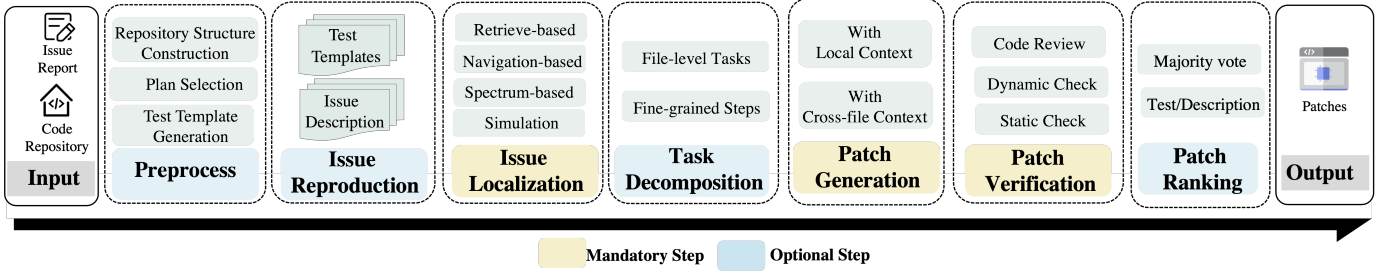 Issue
Report
Code
Repository
Input
Repository Structure
Construction
Plan Selection
Test Template
Generation
Preprocess
Test
Templates
Issue
Description
Issue
Reproduction
Retrieve-based
Navigation-based
Spectrum-based
Simulation
Issue
Localization
File-level Tasks
Fine-grained Steps
Task
Decomposition
With
Local Context
With
Cross-file Context
Patch
Generation
Code Review
Dynamic Check
Static Check
Patch
Verification
Majority vote
Test/Description
Patch
Ranking
Patches
Output
Mandatory Step
Optional Step